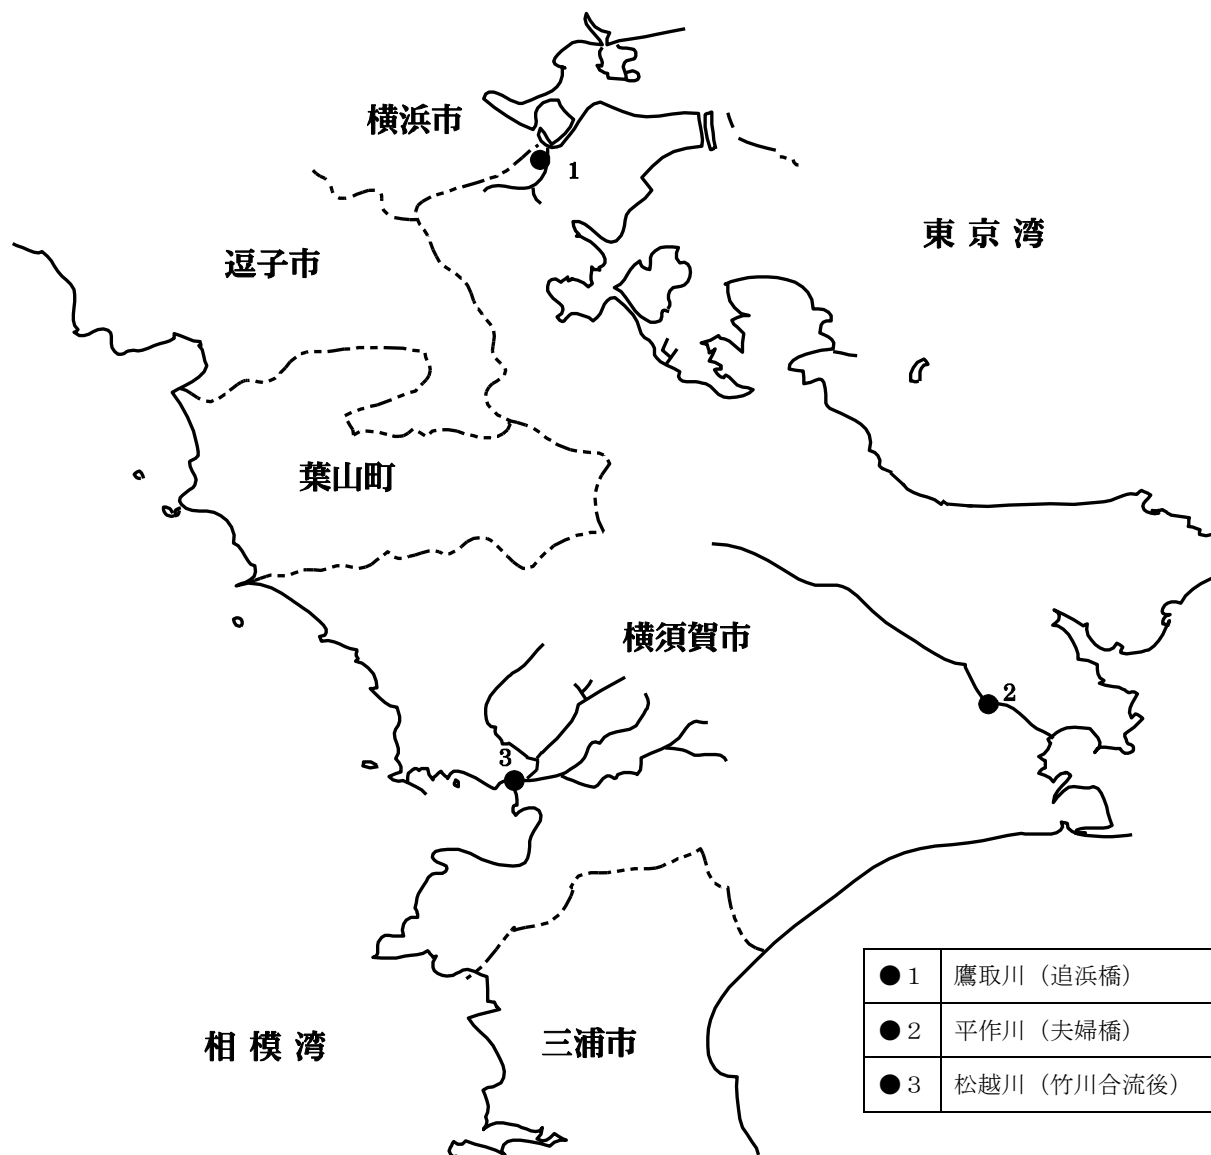 横浜市
1
東京湾
逗子市
葉山町
横須賀市
2
3
●1 鷹取川（追浜橋）
●2 平作川（夫婦橋）
相模湾
三浦市
●3 松越川（竹川合流後）